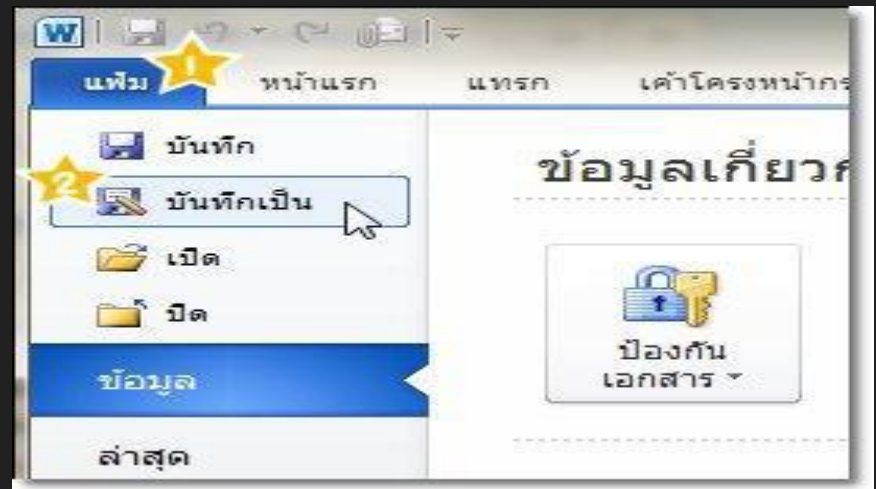 W
แฟ้ม 1 หน้าแรก แทรก เค้าโครงหน้ากร
บันทึก
2 บันทึกเป็น
เปิด
ปิด
ข้อมูล
ล่าสุด
ข้อมูลเกี่ยวก
ป้องกัน
เอกสาร